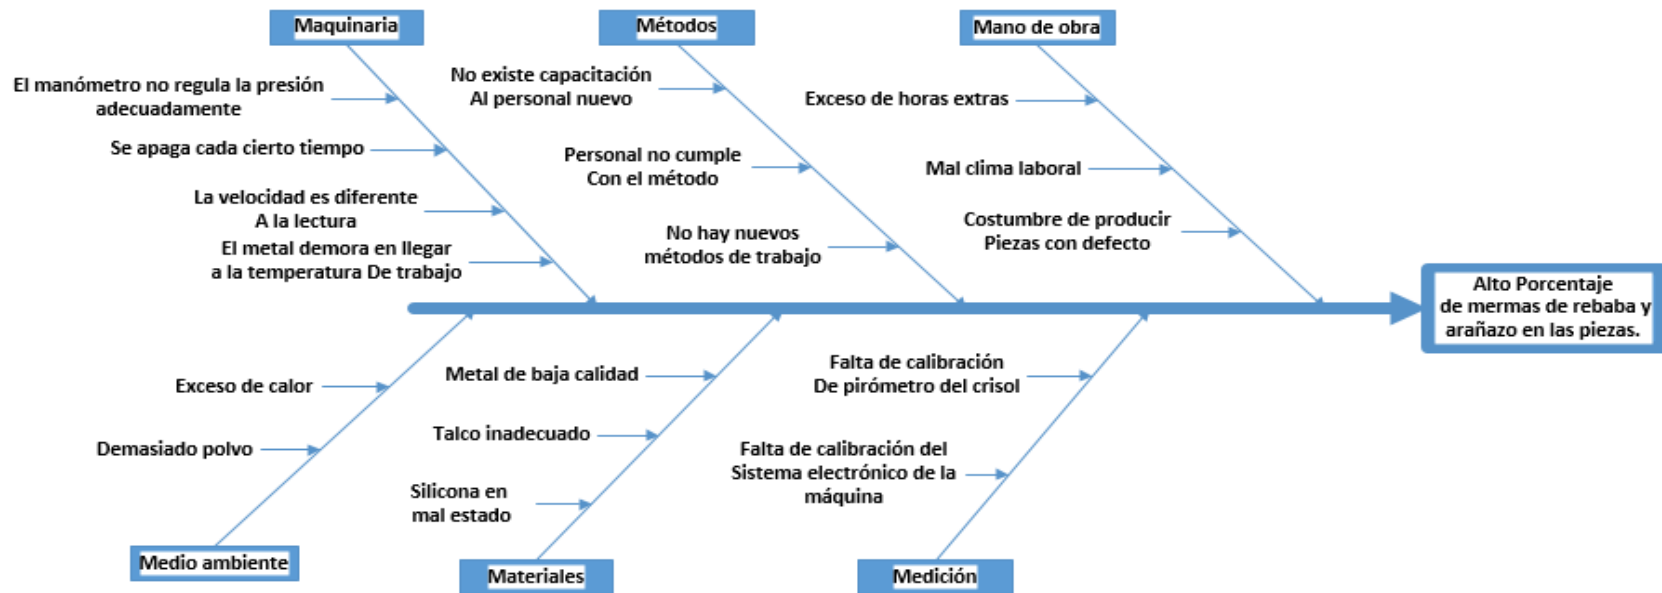 Maquinaria
Métodos
Mano de obra
El manómetro no regula la presión
adecuadamente
Se apaga cada cierto tiempo
La velocidad es diferente
A la lectura
El metal demora en llegar
a la temperatura De trabajo
No existe capacitación
Al personal nuevo
Personal no cumple
Con el método
No hay nuevos
métodos de trabajo
Exceso de horas extras
Mal clima laboral
Costumbre de producir
Piezas con defecto
Alto Porcentaje
de mermas de rebaba y
arañazo en las piezas.
Exceso de calor
Demasiado polvo
Metal de baja calidad
Talco inadecuado
Silicona en
mal estado
Falta de calibración
De pirómetro del crisol
Falta de calibración del
Sistema electrónico de la
máquina
Medio ambiente
Materiales
Medición